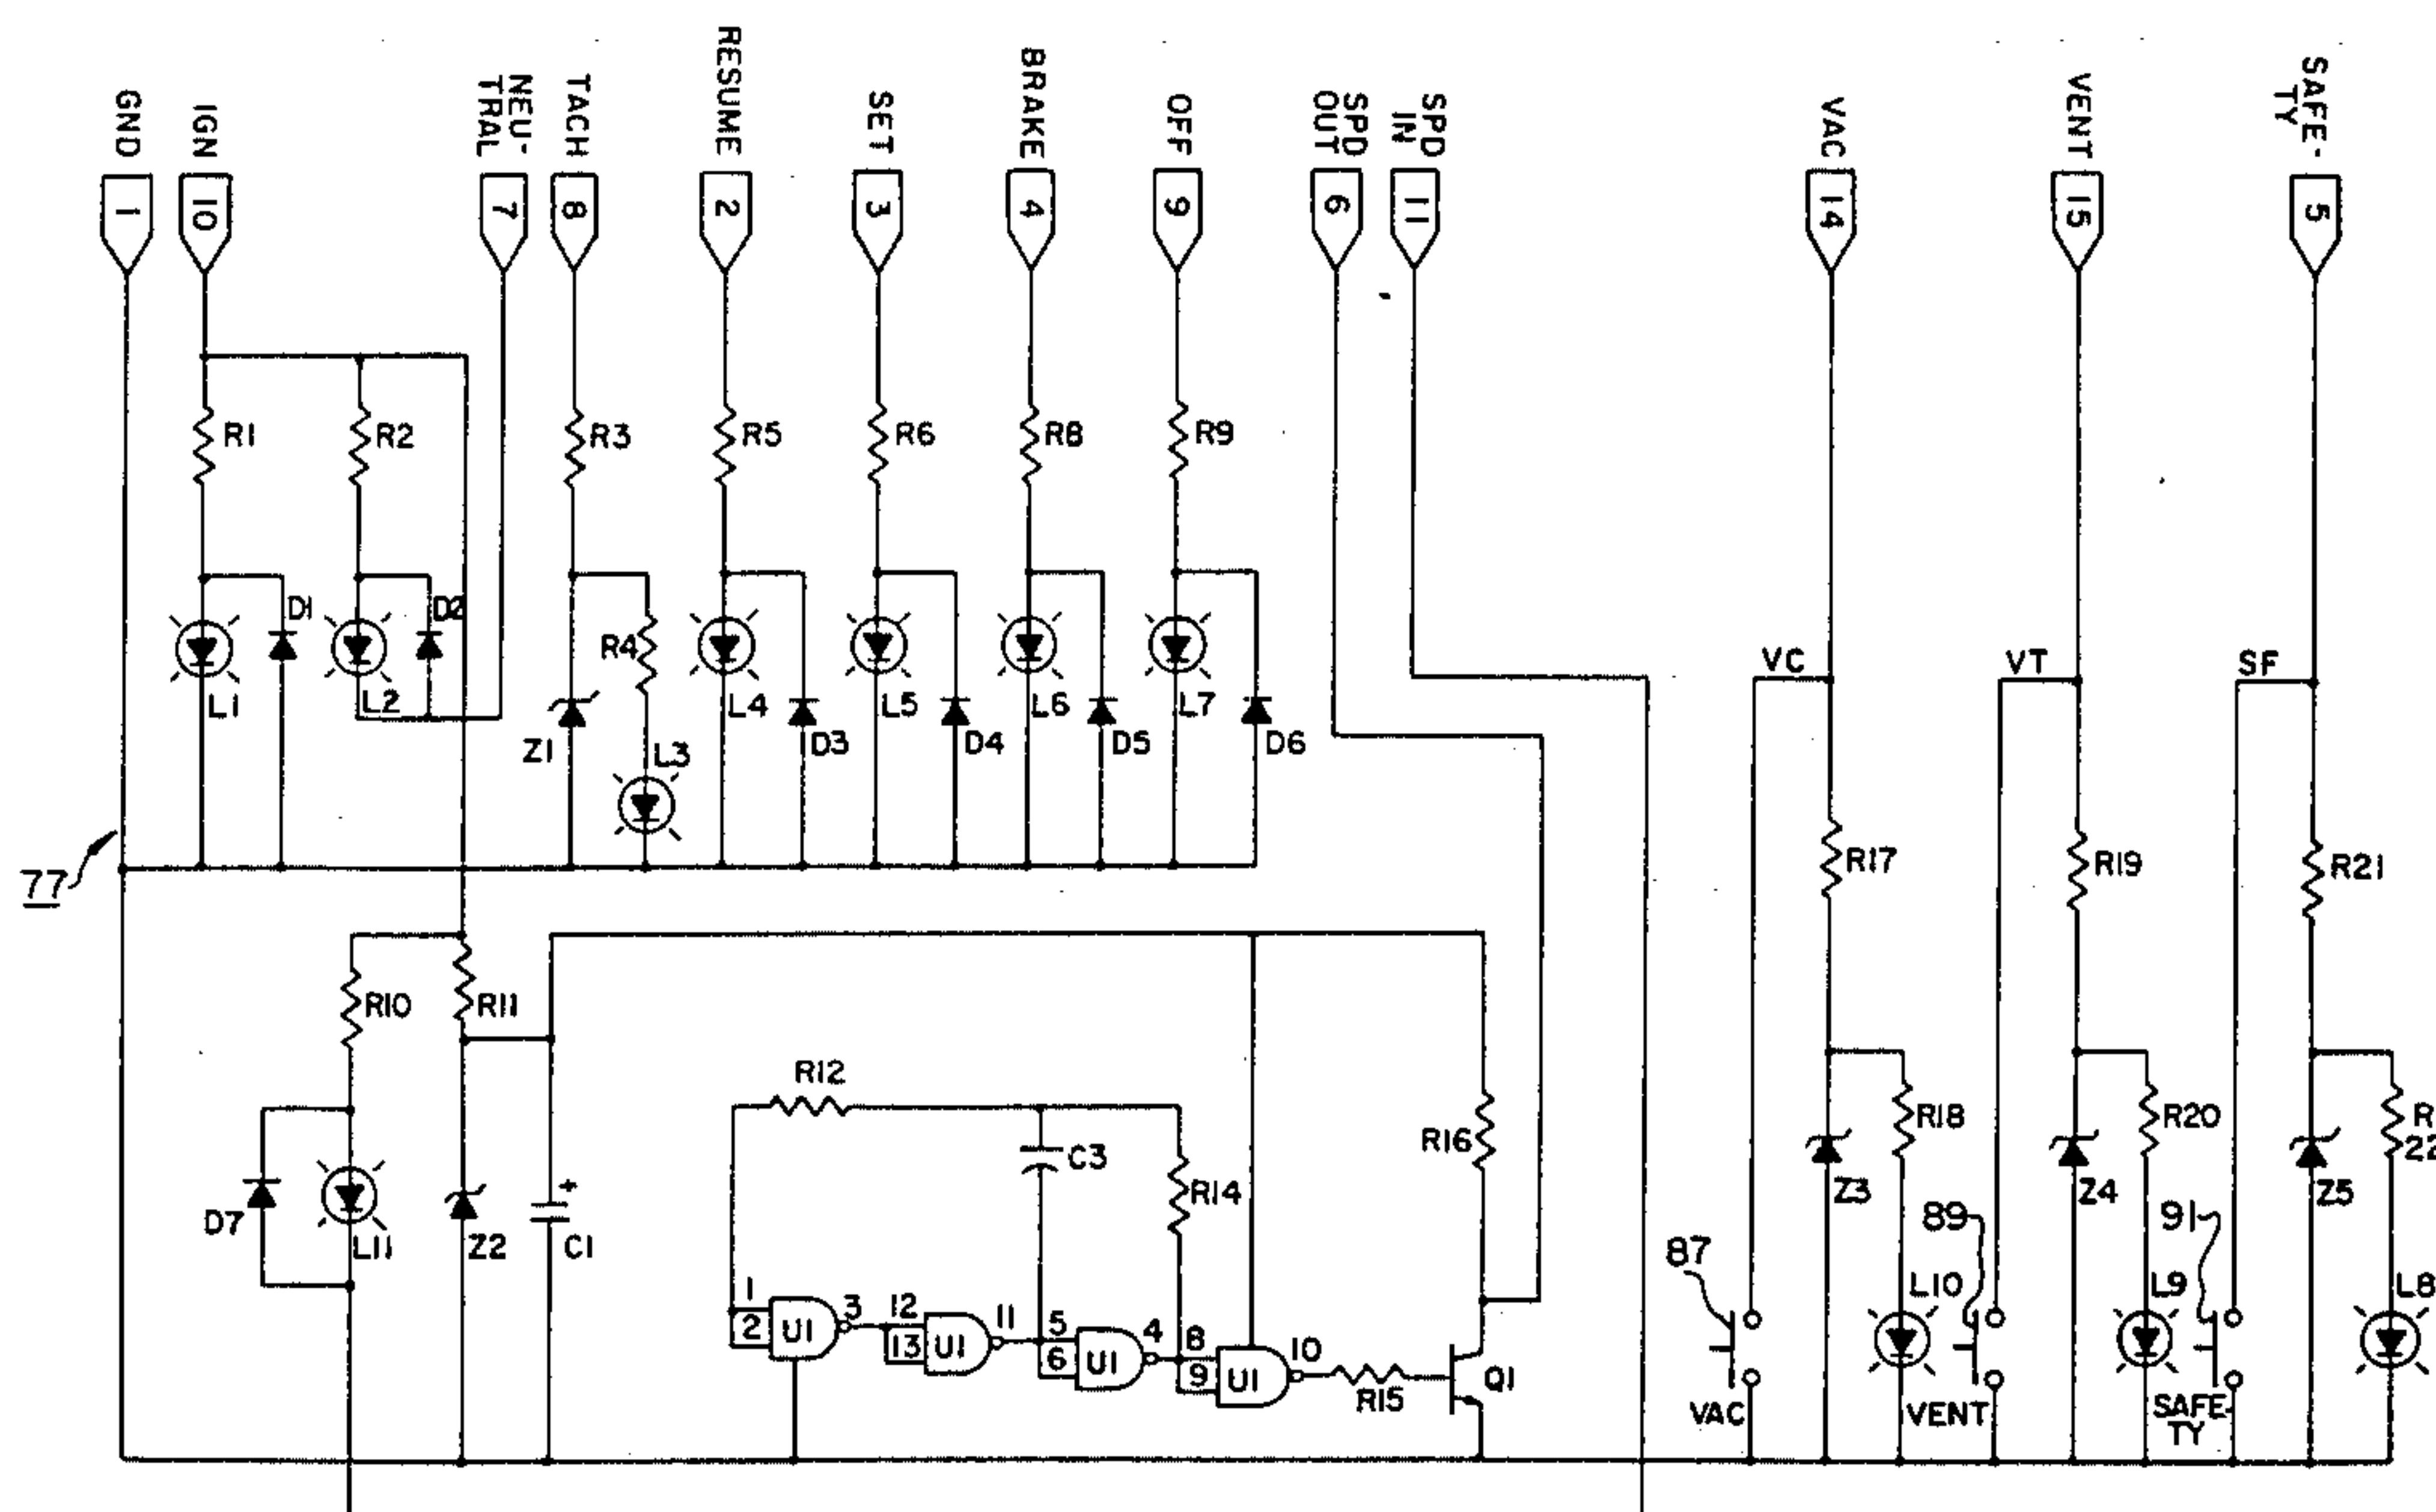 GND
IGN
NEU-
TRAL
TACH
RESUME
SET
BRAKE
OFF
SPD
OUT
SPD
IN
VAC
VENT
SAFE-
TY
1
10
7
8
2
3
4
9
6
11
14
15
5
R1
R2
R3
R5
R6
R8
R9
D1
D2
R4
L1
L2
Z1
L3
L4
D3
L5
D4
L6
D5
L7
D6
VC
VT
SF
77
R17
R19
R21
R10
R11
R12
C3
R14
R16
R18
R20
R
22
Z3
Z4
Z5
D7
L11
Z2
+
C1
87
89
91
L10
L9
L8
1
2
U1
3
12
13
U1
11
5
6
U1
4
8
9
U1
10
R15
Q1
VAC
VENT
SAFE
TY